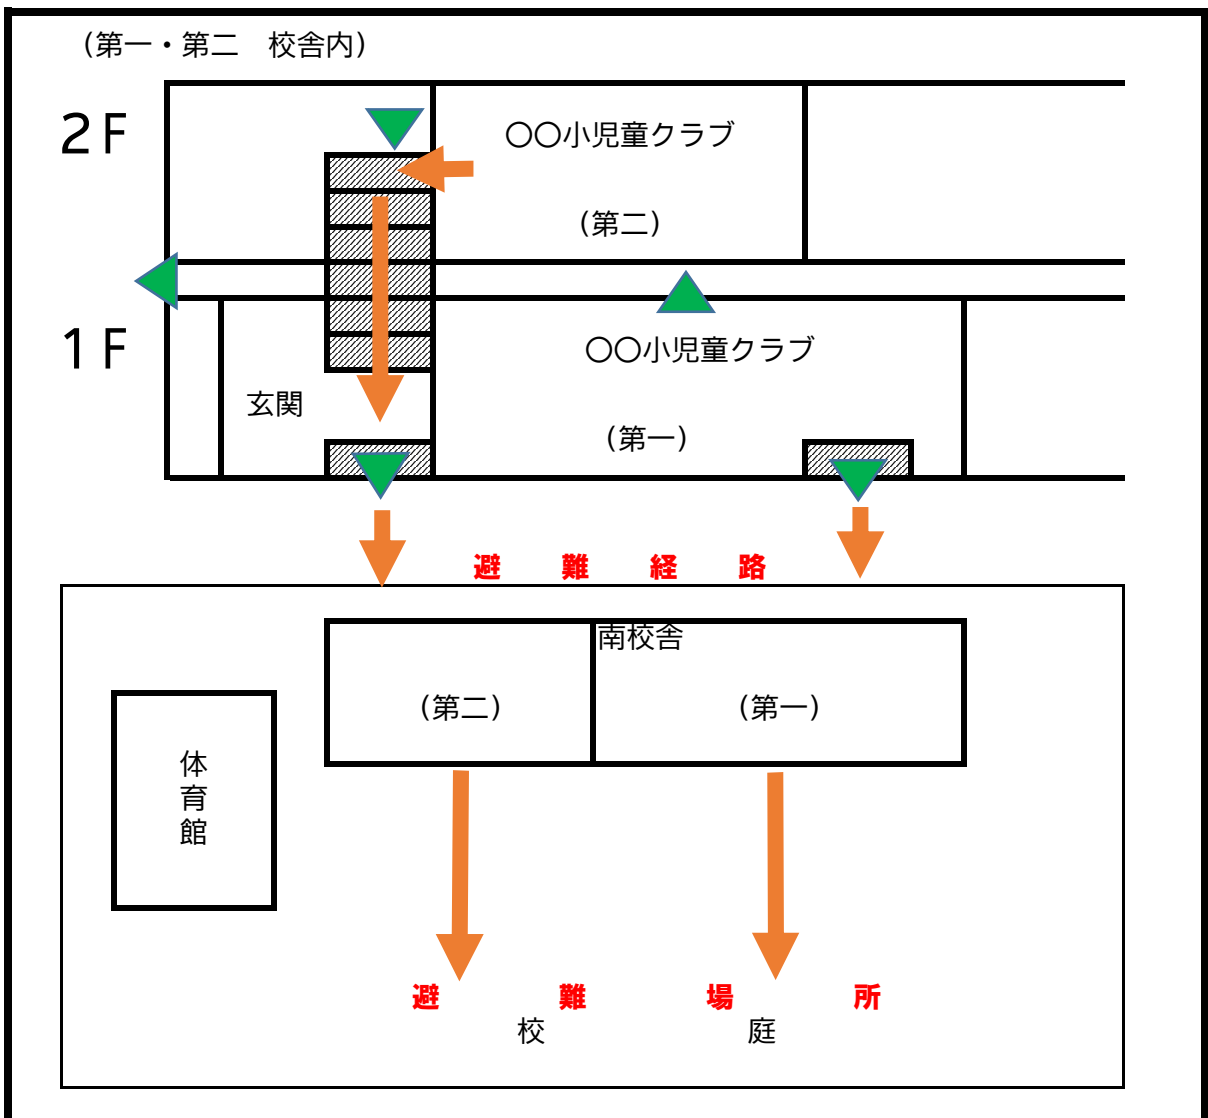 （第一・第二　校舎内）
２Ｆ
〇〇小児童クラブ
（第二）
１Ｆ
〇〇小児童クラブ
玄関
（第一）
避難経路
南校舎
（第二）
（第一）
体育館
避難場所
校庭